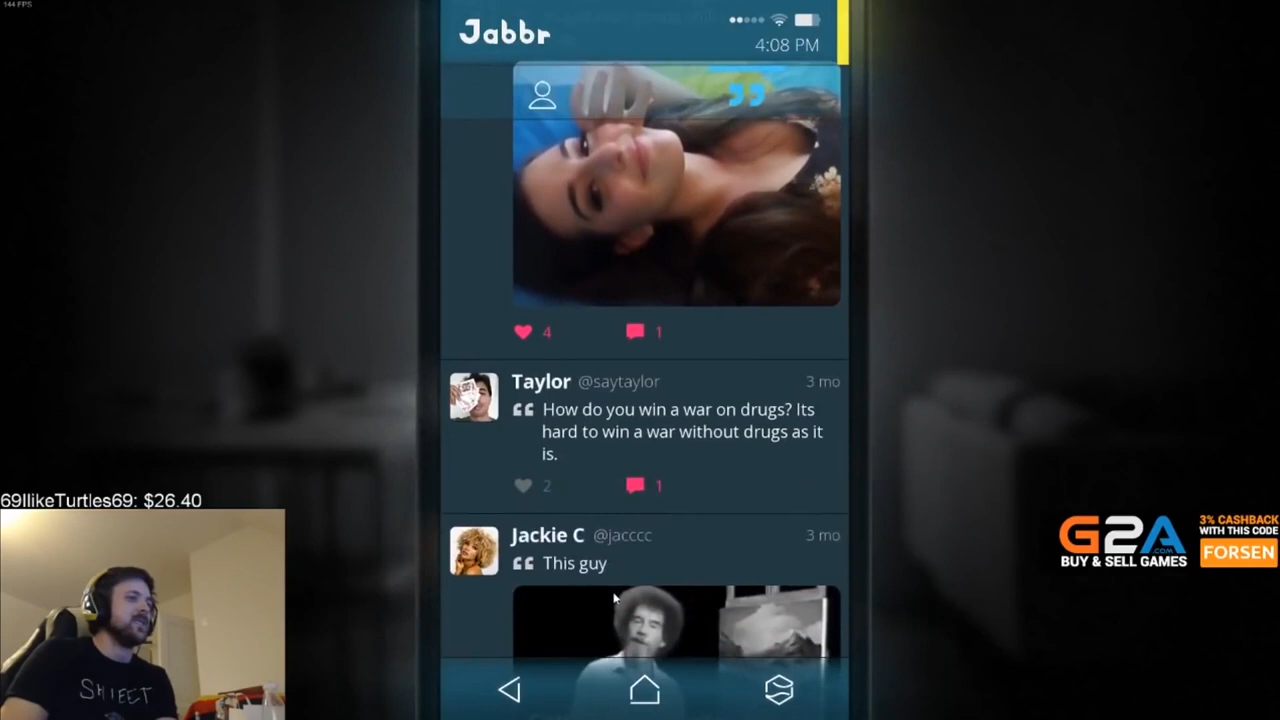 144 FPS
Jabbr
4:08 PM
4
1
Taylor @saytaylor
3 mo
How do you win a war on drugs? Its
hard to win a war without drugs as it
is.
2
1
Jackie C @jacccc
3 mo
This guy
69IlikeTurtles69: $26.40
SHIEET
G2A.COM
BUY & SELL GAMES
3% CASHBACK
WITH THIS CODE
FORSEN